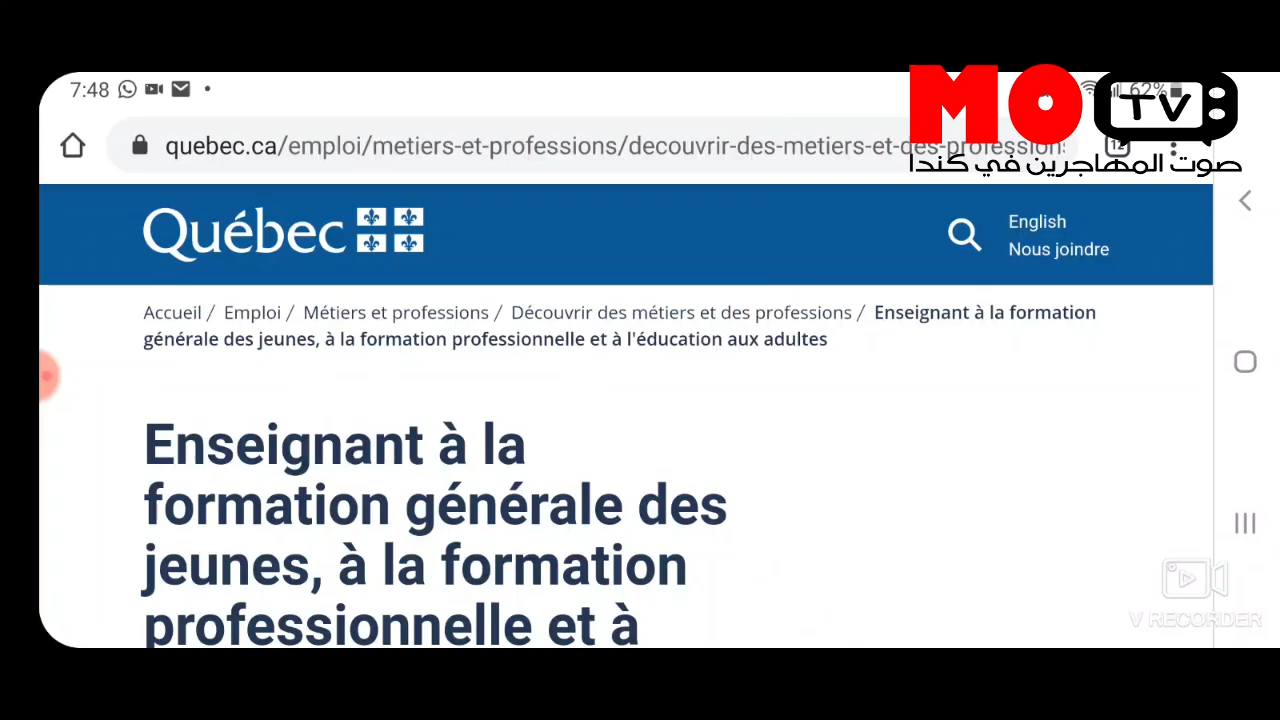 7:48
62%
MO TV
quebec.ca/emploi/metiers-et-professions/decouvrir-des-metiers-et-des-profession
12
صوت المهاجرين في كندا
Québec
English
Nous joindre
Accueil / Emploi / Métiers et professions / Découvrir des métiers et des professions / Enseignant à la formation
générale des jeunes, à la formation professionnelle et à l'éducation aux adultes
Enseignant à la
formation générale des
jeunes, à la formation
professionnelle et à
V RECORDER